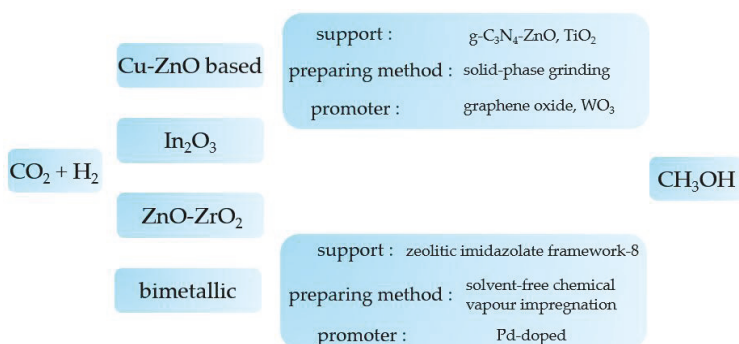 CO₂ + H₂
Cu-ZnO based
In₂O₃
ZnO-ZrO₂
bimetallic
support : g-C₃N₄-ZnO, TiO₂
preparing method : solid-phase grinding
promoter : graphene oxide, WO₃
support : zeolitic imidazolate framework-8
preparing method : solvent-free chemical
vapour impregnation
promoter : Pd-doped
CH₃OH